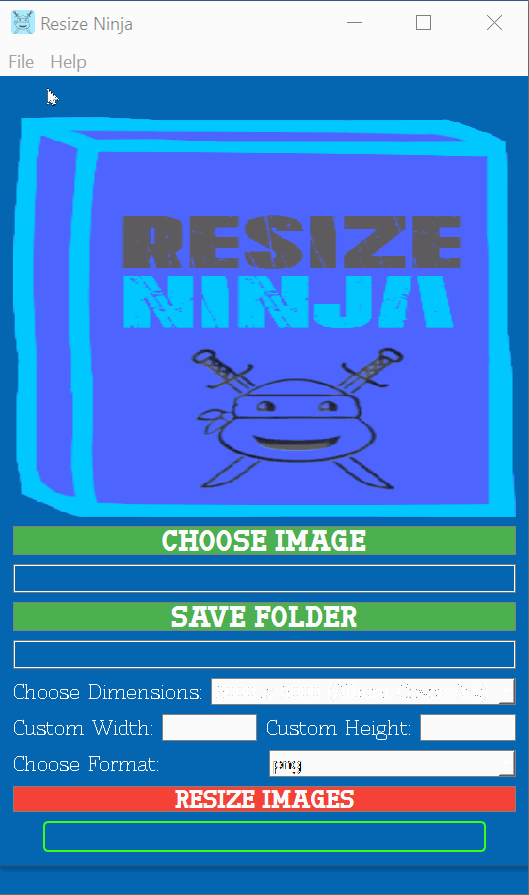 Resize Ninja
File Help
RESIZE
NINJA
CHOOSE IMAGE
SAVE FOLDER
Choose Dimensions:
Custom Width: Custom Height:
Choose Format: png
RESIZE IMAGES